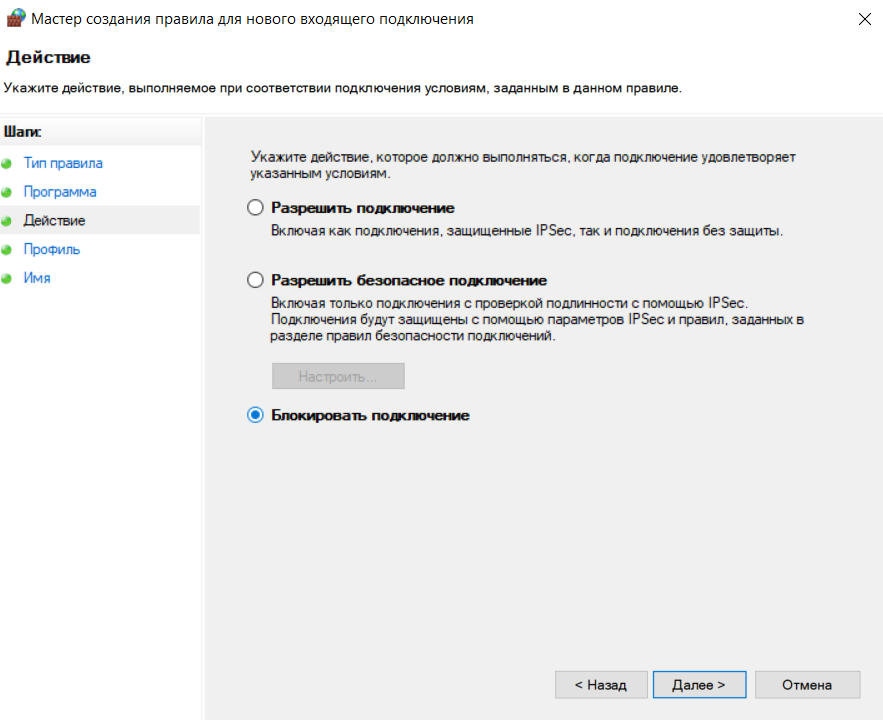 Мастер создания правила для нового входящего подключения
Действие
Укажите действие, выполняемое при соответствии подключения условиям, заданным в данном правиле.
Шаги:
Тип правила
Программа
Действие
Профиль
Имя
Укажите действие, которое должно выполняться, когда подключение удовлетворяет
указанным условиям.
Разрешить подключение
Включая как подключения, защищенные IPSec, так и подключения без защиты.
Разрешить безопасное подключение
Включая только подключения с проверкой подлинности с помощью IPSec.
Подключения будут защищены с помощью параметров IPSec и правил, заданных в
разделе правил безопасности подключений.
Настроить...
Блокировать подключение
< Назад
Далее >
Отмена